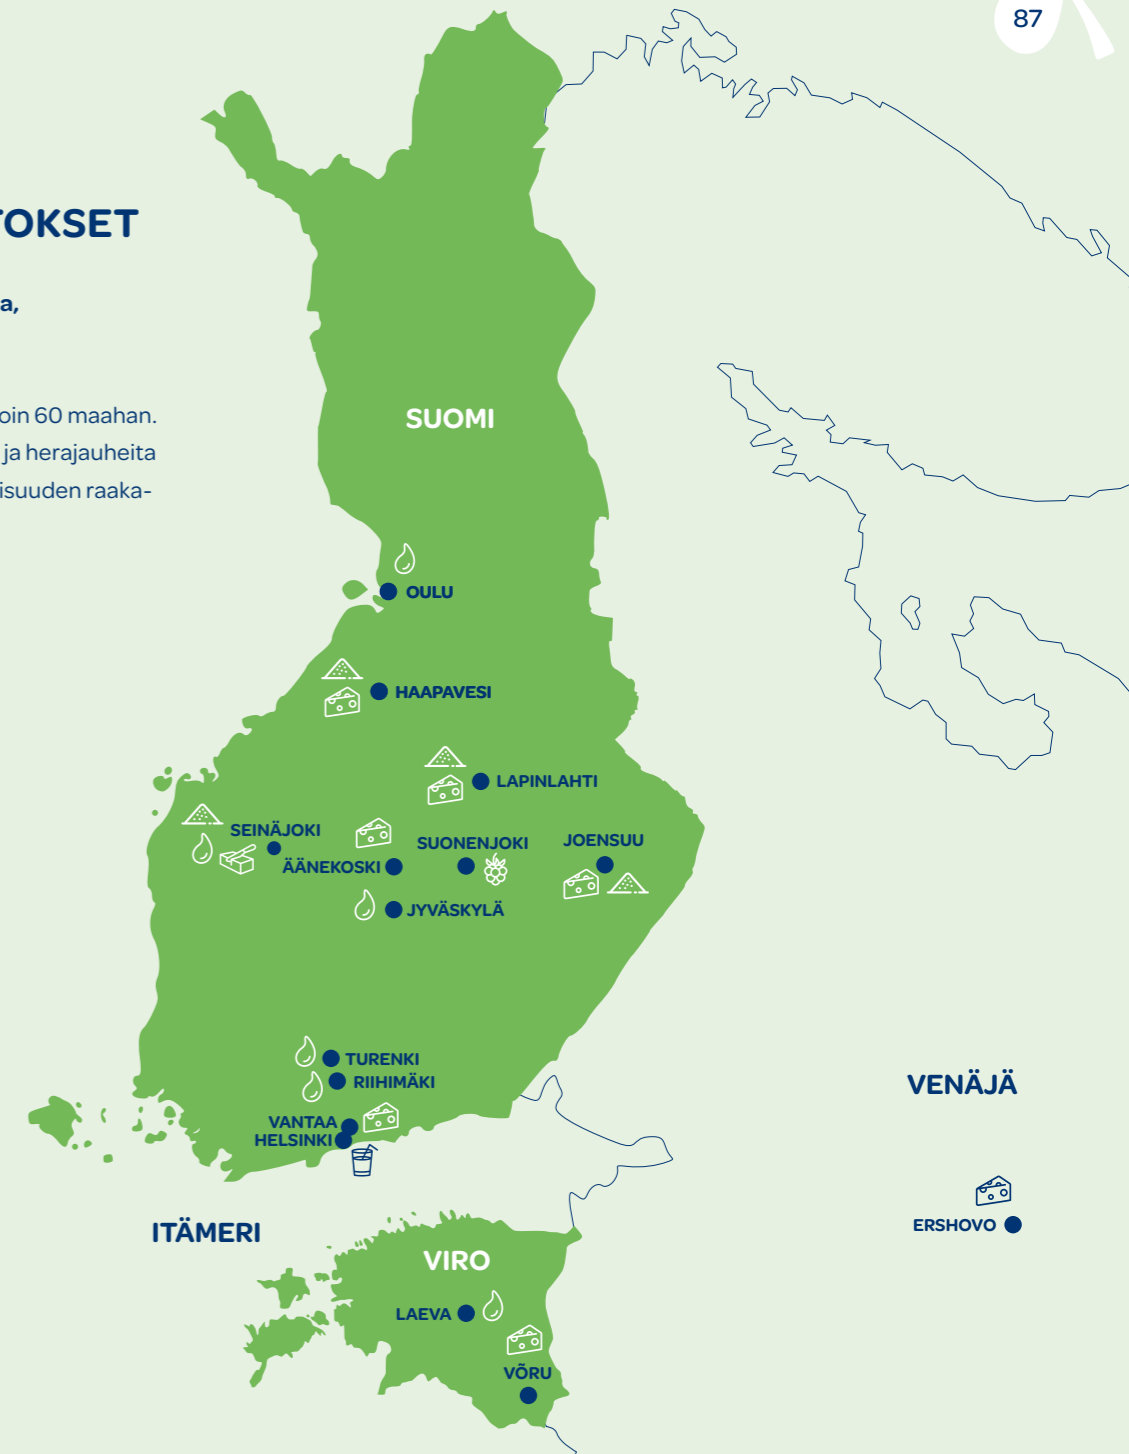 87
TOKSET
a,
oin 60 maahan.
ja herajauheita
isuuden raaka-
SUOMI
OULU
HAAPAVESI
LAPINLAHTI
SEINÄJOKI
SUONENJOKI
JOENSUU
ÄÄNEKOSKI
JYVÄSKYLÄ
TURENKI
RIIHIMÄKI
VENÄJÄ
VANTAA
HELSINKI
ERSHOVO
ITÄMERI
VIRO
LAEVA
VÕRU